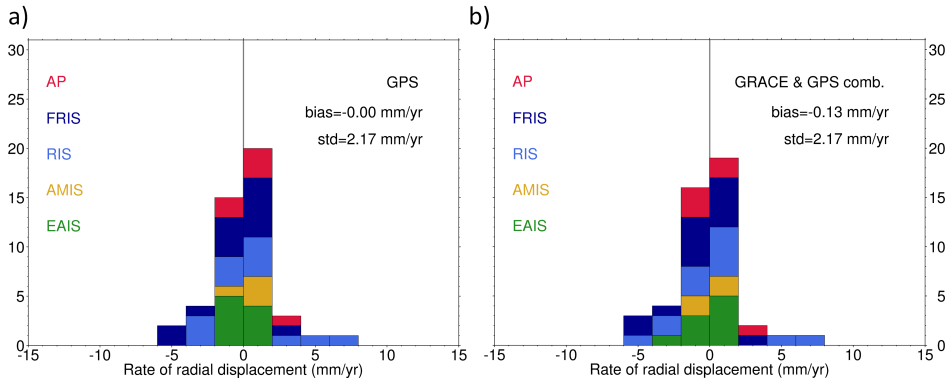 a)
30
25
20
15
10
5
0
AP
FRIS
RIS
AMIS
EAIS
GPS
bias=-0.00 mm/yr
std=2.17 mm/yr
-15 -10 -5 0 5 10 15
Rate of radial displacement (mm/yr)
b)
AP
FRIS
RIS
AMIS
EAIS
GRACE & GPS comb.
bias=-0.13 mm/yr
std=2.17 mm/yr
30
25
20
15
10
5
0
-15 -10 -5 0 5 10 15
Rate of radial displacement (mm/yr)